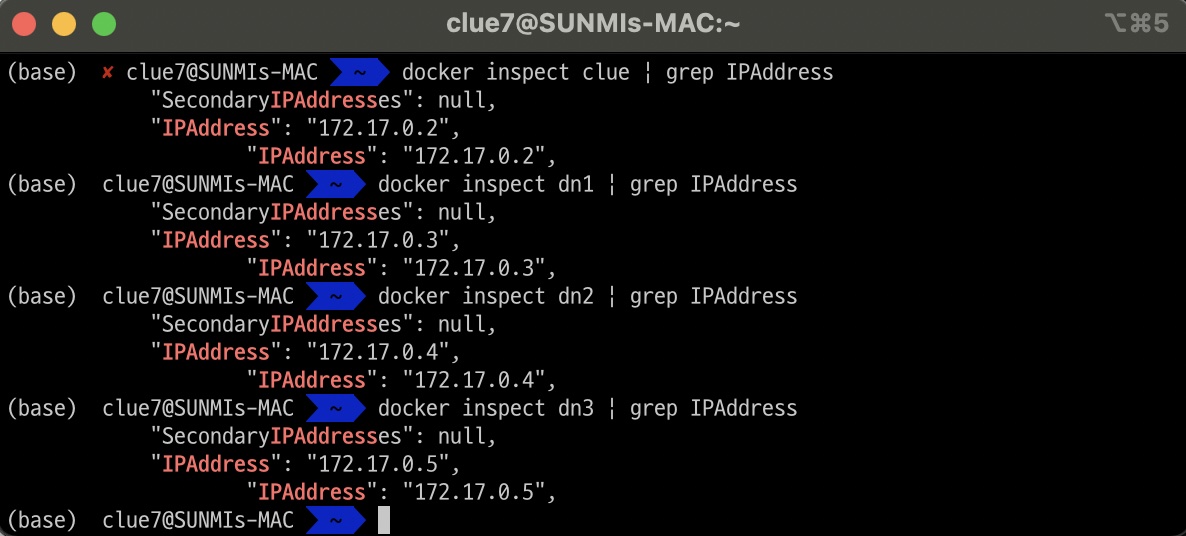 clue7@SUNMIs-MAC:~ ⌥⌘5
(base) ✘ clue7@SUNMIs-MAC ~ docker inspect clue | grep IPAddress
"SecondaryIPAddresses": null,
"IPAddress": "172.17.0.2",
"IPAddress": "172.17.0.2",
(base) clue7@SUNMIs-MAC ~ docker inspect dn1 | grep IPAddress
"SecondaryIPAddresses": null,
"IPAddress": "172.17.0.3",
"IPAddress": "172.17.0.3",
(base) clue7@SUNMIs-MAC ~ docker inspect dn2 | grep IPAddress
"SecondaryIPAddresses": null,
"IPAddress": "172.17.0.4",
"IPAddress": "172.17.0.4",
(base) clue7@SUNMIs-MAC ~ docker inspect dn3 | grep IPAddress
"SecondaryIPAddresses": null,
"IPAddress": "172.17.0.5",
"IPAddress": "172.17.0.5",
(base) clue7@SUNMIs-MAC ~